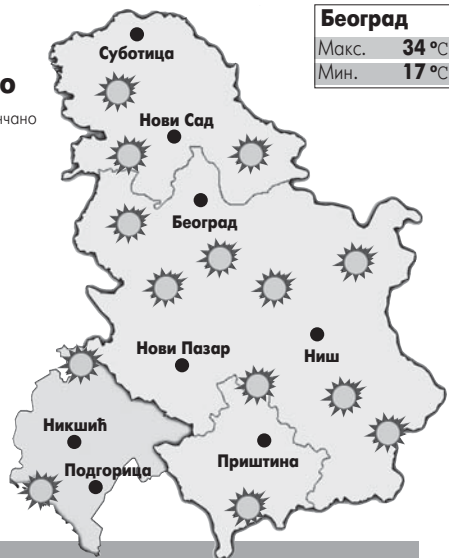 Београд
Макс. 34 °C
Мин. 17 °C
Суботица
Нови Сад
Београд
Нови Пазар
Ниш
Никшић
Подгорица
Приштина